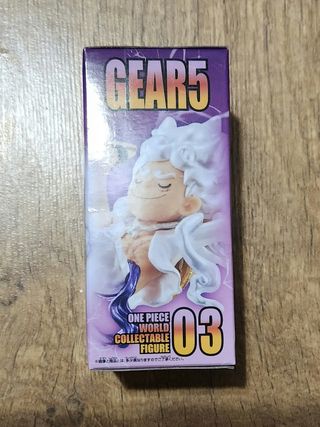 GEAR5
ONE PIECE
WORLD
COLLECTABLE
FIGURE
03